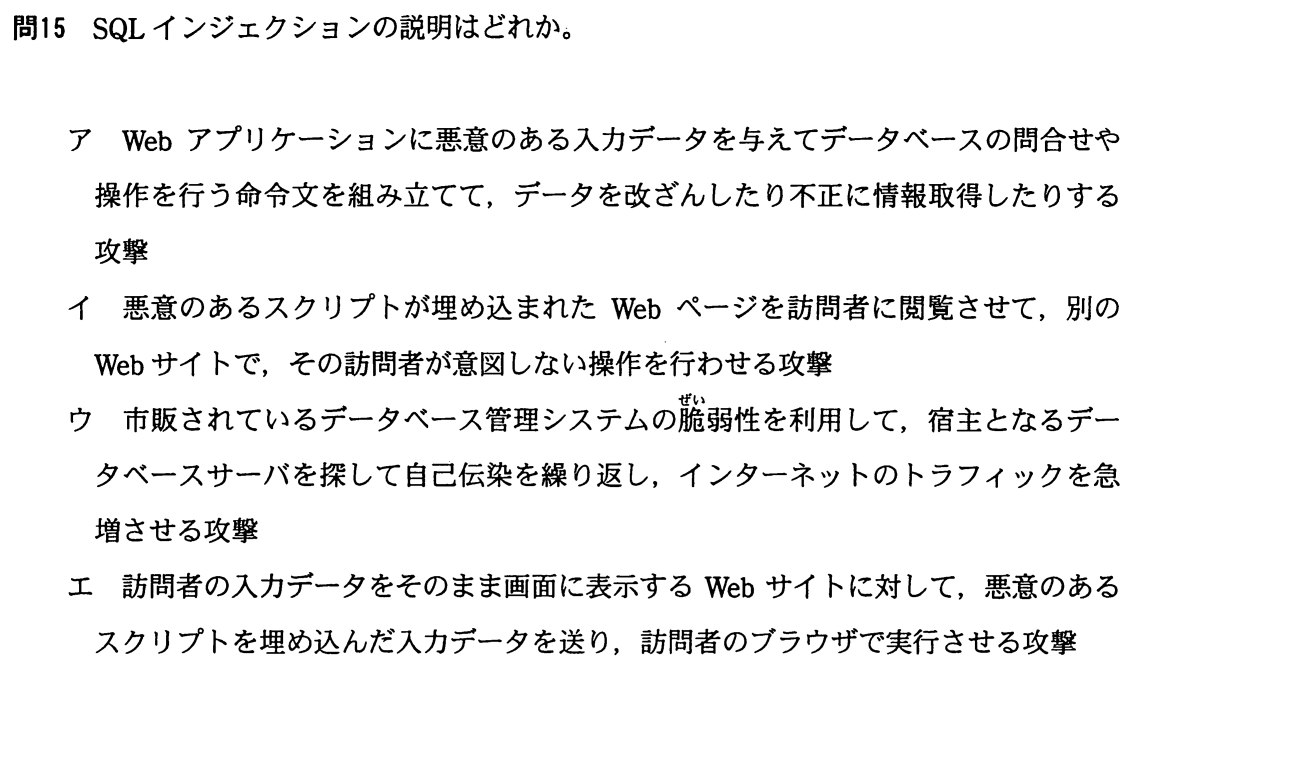 問15 SQL インジェクションの説明はどれか。
ア Web アプリケーションに悪意のある入力データを与えてデータベースの問合せや
操作を行う命令文を組み立てて，データを改ざんしたり不正に情報取得したりする
攻撃
イ 悪意のあるスクリプトが埋め込まれた Web ページを訪問者に閲覧させて，別の
Web サイトで，その訪問者が意図しない操作を行わせる攻撃
ぜい
ウ 市販されているデータベース管理システムの脆弱性を利用して，宿主となるデー
タベースサーバを探して自己伝染を繰り返し，インターネットのトラフィックを急
増させる攻撃
エ 訪問者の入力データをそのまま画面に表示する Web サイトに対して，悪意のある
スクリプトを埋め込んだ入力データを送り，訪問者のブラウザで実行させる攻撃